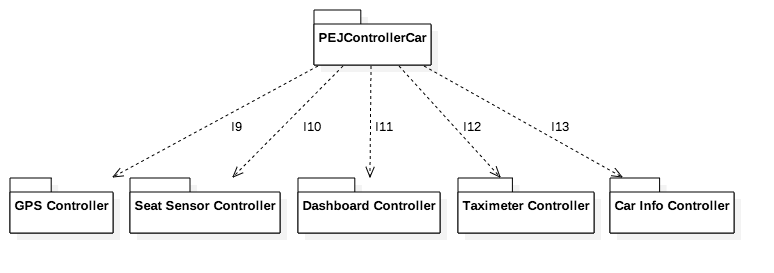 PEJControllerCar
I9
I10
I11
I12
I13
GPS Controller
Seat Sensor Controller
Dashboard Controller
Taximeter Controller
Car Info Controller